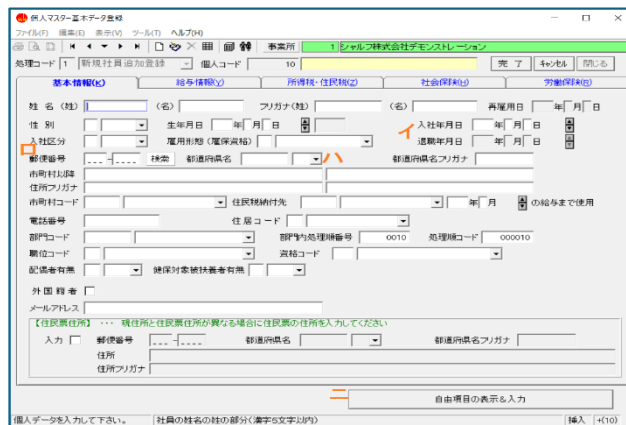 個人マスター基本データ登録
ファイル(F) 編集(E) 表示(V) ツール(T) ヘルプ(H)
事業所 1 シャルフ株式会社デモンストレーション
処理コード 1 新規社員追加登録 個人コード 10 完 了 キャンセル 閉じる
基本情報(K) 給与情報(Y) 所得税・住民税(Z) 社会保険(H) 労働保険(R)
姓 名 (姓) (名) フリガナ(姓) (名) 再雇用日 年 月 日
性 別 生年月日 年 月 日 イ 入社年月日 年 月 日
ロ 入社区分 雇用形態 (雇保資格) 退職年月日 年 月 日
郵便番号 ___-____ 検索 都道府県名 ハ 都道府県名フリガナ
市町村以降
住所フリガナ
市町村コード 住民税納付先 年 月 の給与まで使用
電話番号 住居コード
部門コード 部門内処理順番号 0010 処理順コード 000010
職位コード 資格コード
配偶者有無 健保対象被扶養者有無
外国籍者
メールアドレス
【住民票住所】 ・・・ 現住所と住民票住所が異なる場合に住民票の住所を入力してください
入力 郵便番号 ___-____ 都道府県名 都道府県名フリガナ
住所
住所フリガナ
ニ 自由項目の表示&入力
個人データを入力して下さい。 社員の姓名の姓の部分(漢字5文字以内) 挿入 +(10)